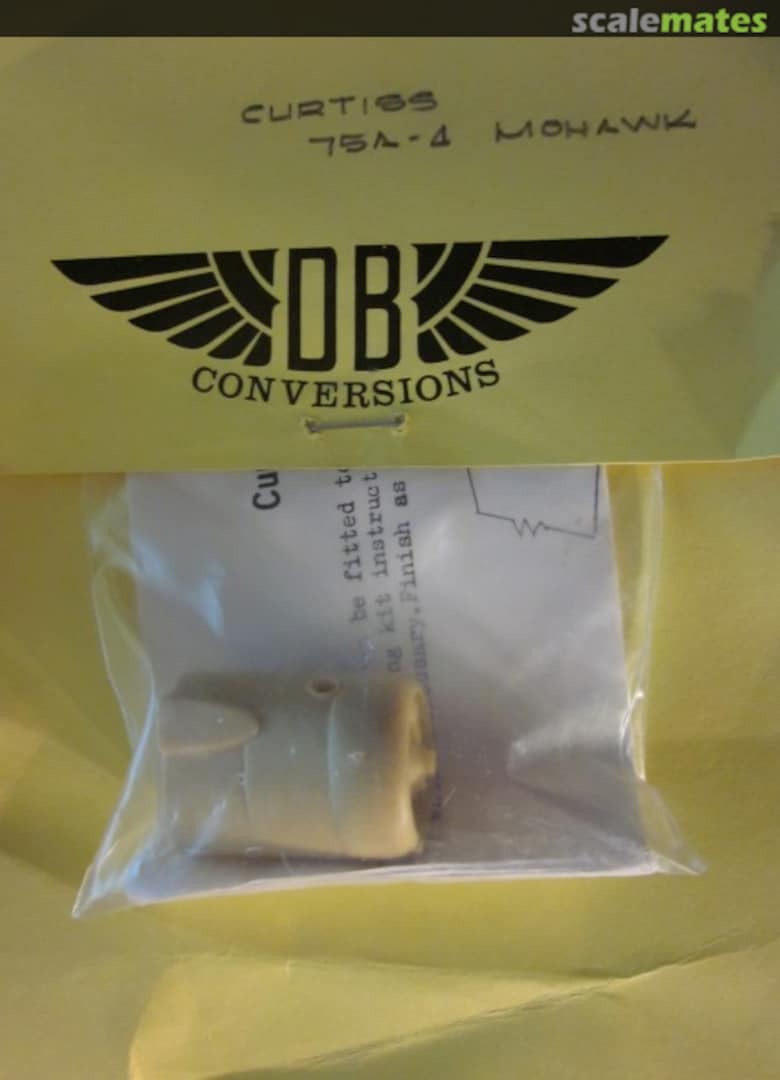 scalemates
CURTISS
75A-4 MOHAWK
DB
CONVERSIONS
Cu
be fitted t
kit instruct
Finish as